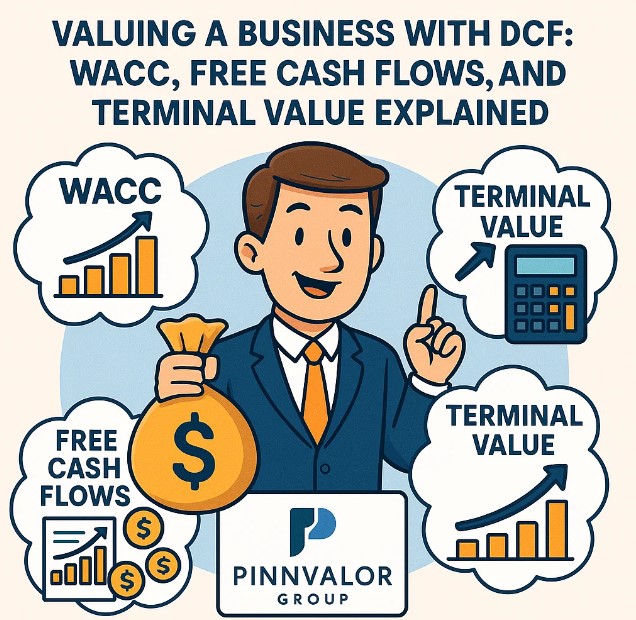 VALUING A BUSINESS WITH DCF:
WACC, FREE CASH FLOWS, AND
TERMINAL VALUE EXPLAINED
WACC
TERMINAL
VALUE
$
FREE
CASH
FLOWS
$
$
$
TERMINAL
VALUE
PINNVALOR
GROUP